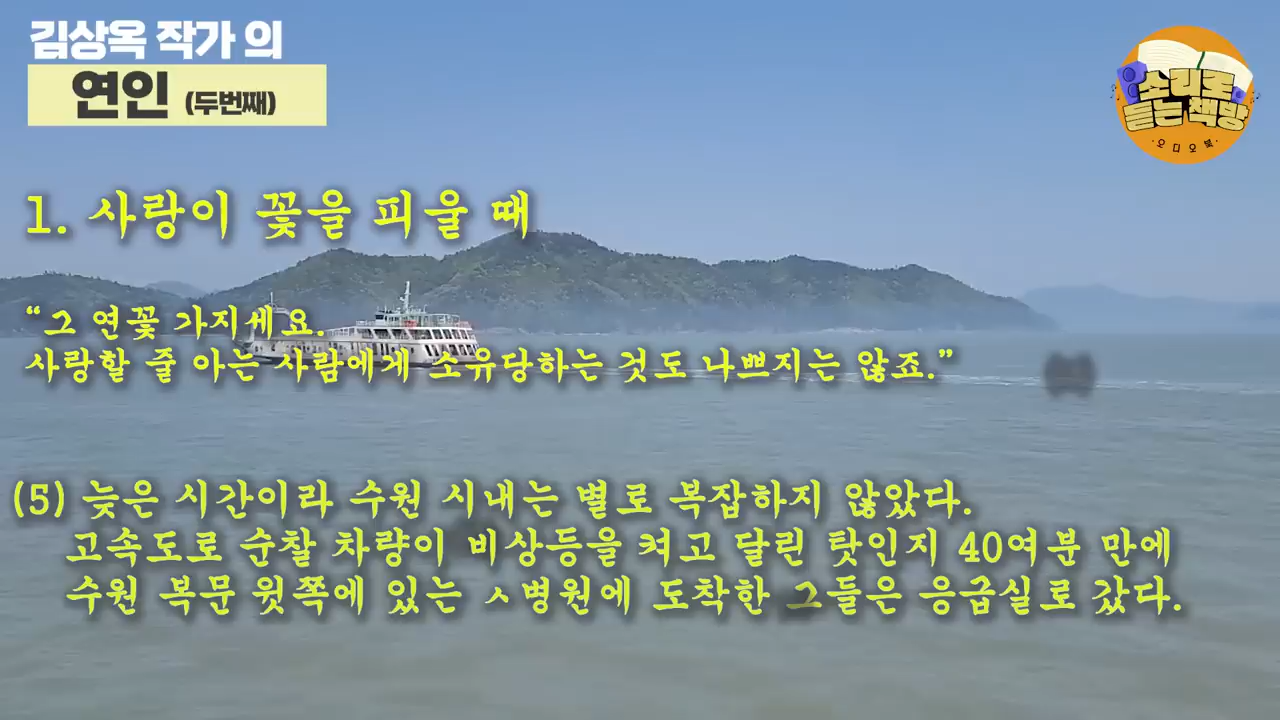 김상옥 작가 의
연인 (두번째)
소리로
듣는 책방
·오디오북·
1. 사랑이 꽃을 피울 때
“그 연꽃 가지세요.
사랑할 줄 아는 사람에게 소유당하는 것도 나쁘지는 않죠.”
(5) 늦은 시간이라 수원 시내는 별로 복잡하지 않았다.
고속도로 순찰 차량이 비상등을 켜고 달린 탓인지 40여분 만에
수원 북문 윗쪽에 있는 ㅅ병원에 도착한 그들은 응급실로 갔다.